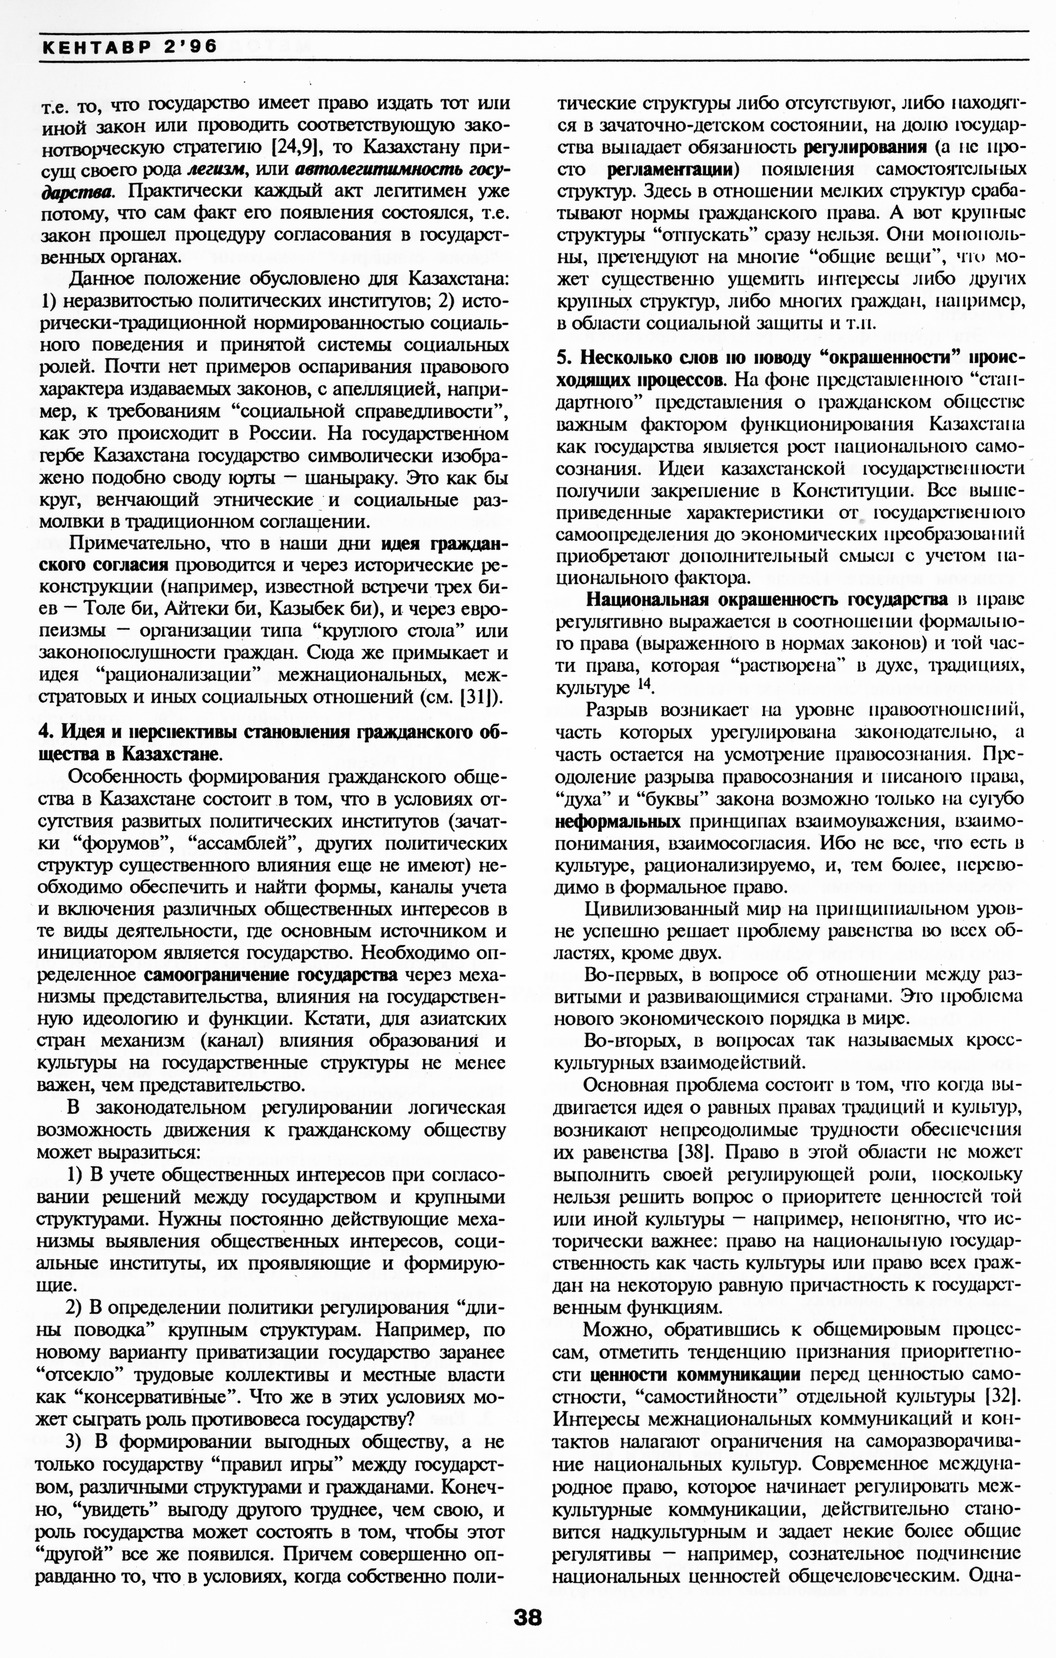 КЕНТАВР 2’96
т.е. то, что государство имеет право издать тот или
иной закон или проводить соответствующую зако-
нотворческую стратегию [24,9], то Казахстану при-
сущ своего рода легизм, или автолегитимность госу-
дарства. Практически каждый акт легитимен уже
потому, что сам факт его появления состоялся, т.е.
закон прошел процедуру согласования в государст-
венных органах.
Данное положение обусловлено для Казахстана:
1) неразвитостью политических институтов; 2) исто-
рически-традиционной нормированностью социаль-
ного поведения и принятой системы социальных
ролей. Почти нет примеров оспаривания правового
характера издаваемых законов, с апелляцией, напри-
мер, к требованиям “социальной справедливости”,
как это происходит в России. На государственном
гербе Казахстана государство символически изобра-
жено подобно своду юрты — шаныраку. Это как бы
круг, венчающий этнические и социальные раз-
молвки в традиционном соглашении.
Примечательно, что в наши дни идея граждан-
ского согласия проводится и через исторические ре-
конструкции (например, известной встречи трех би-
ев — Толе би, Айтеки би, Казыбек би), и через евро-
пеизмы — организации типа “круглого стола” или
законопослушности граждан. Сюда же примыкает и
идея “рационализации” межнациональных, меж-
стратовых и иных социальных отношений (см. [31]).
4. Идея и перспективы становления гражданского об-
щества в Казахстане.
Особенность формирования гражданского обще-
ства в Казахстане состоит в том, что в условиях от-
сутствия развитых политических институтов (зачат-
ки “форумов”, “ассамблей”, других политических
структур существенного влияния еще не имеют) не-
обходимо обеспечить и найти формы, каналы учета
и включения различных общественных интересов в
те виды деятельности, где основным источником и
инициатором является государство. Необходимо оп-
ределенное самоограничение государства через меха-
низмы представительства, влияния на государствен-
ную идеологию и функции. Кстати, для азиатских
стран механизм (канал) влияния образования и
культуры на государственные структуры не менее
важен, чем представительство.
В законодательном регулировании логическая
возможность движения к гражданскому обществу
может выразиться:
1) В учете общественных интересов при согласо-
вании решений между государством и крупными
структурами. Нужны постоянно действующие меха-
низмы выявления общественных интересов, соци-
альные институты, их проявляющие и формирую-
щие.
2) В определении политики регулирования “дли-
ны поводка” крупным структурам. Например, по
новому варианту приватизации государство заранее
“отсекло” трудовые коллективы и местные власти
как “консервативные”. Что же в этих условиях мо-
жет сыграть роль противовеса государству?
3) В формировании выгодных обществу, а не
только государству “правил игры” между государст-
вом, различными структурами и гражданами. Конеч-
но, “увидеть” выгоду другого труднее, чем свою, и
роль государства может состоять в том, чтобы этот
“другой” все же появился. Причем совершенно оп-
равданно то, что в условиях, когда собственно поли-
тические структуры либо отсутствуют, либо находят-
ся в зачаточно-детском состоянии, на долю государ-
ства выпадает обязанность регулирования (а не про-
сто регламентации) появления самостоятельных
структур. Здесь в отношении мелких структур сраба-
тывают нормы гражданского права. А вот крупные
структуры “отпускать” сразу нельзя. Они монополь-
ны, претендуют на многие “общие вещи”, что мо-
жет существенно ущемить интересы либо других
крупных структур, либо многих граждан, например,
в области социальной защиты и т.п.
5. Несколько слов по поводу “окрашенности” проис-
ходящих процессов. На фоне представленного “стан-
дартного” представления о гражданском обществе
важным фактором функционирования Казахстана
как государства является рост национального само-
сознания. Идеи казахстанской государственности
получили закрепление в Конституции. Все выше-
приведенные характеристики от государственного
самоопределения до экономических преобразований
приобретают дополнительный смысл с учетом на-
ционального фактора.
Национальная окрашенность государства в праве
регулятивно выражается в соотношении формально-
го права (выраженного в нормах законов) и той час-
ти права, которая “растворена” в духе, традициях,
культуре 14.
Разрыв возникает на уровне правоотношений,
часть которых урегулирована законодательно, а
часть остается на усмотрение правосознания. Пре-
одоление разрыва правосознания и писаного права,
“духа” и “буквы” закона возможно только на сугубо
неформальных принципах взаимоуважения, взаимо-
понимания, взаимосогласия. Ибо не все, что есть в
культуре, рационализируемо, и, тем более, перево-
димо в формальное право.
Цивилизованный мир на принципиальном уров-
не успешно решает проблему равенства во всех об-
ластях, кроме двух.
Во-первых, в вопросе об отношении между раз-
витыми и развивающимися странами. Это проблема
нового экономического порядка в мире.
Во-вторых, в вопросах так называемых кросс-
культурных взаимодействий.
Основная проблема состоит в том, что когда вы-
двигается идея о равных правах традиций и культур,
возникают непреодолимые трудности обеспечения
их равенства [38]. Право в этой области не может
выполнить своей регулирующей роли, поскольку
нельзя решить вопрос о приоритете ценностей той
или иной культуры — например, непонятно, что ис-
торически важнее: право на национальную государ-
ственность как часть культуры или право всех граж-
дан на некоторую равную причастность к государст-
венным функциям.
Можно, обратившись к общемировым процес-
сам, отметить тенденцию признания приоритетно-
сти ценности коммуникации перед ценностью само-
стности, “самостийности” отдельной культуры [32].
Интересы межнациональных коммуникаций и кон-
тактов налагают ограничения на саморазворачива-
ние национальных культур. Современное междуна-
родное право, которое начинает регулировать меж-
культурные коммуникации, действительно стано-
вится надкультурным и задает некие более общие
регулятивы — например, сознательное подчинение
национальных ценностей общечеловеческим. Одна-
38